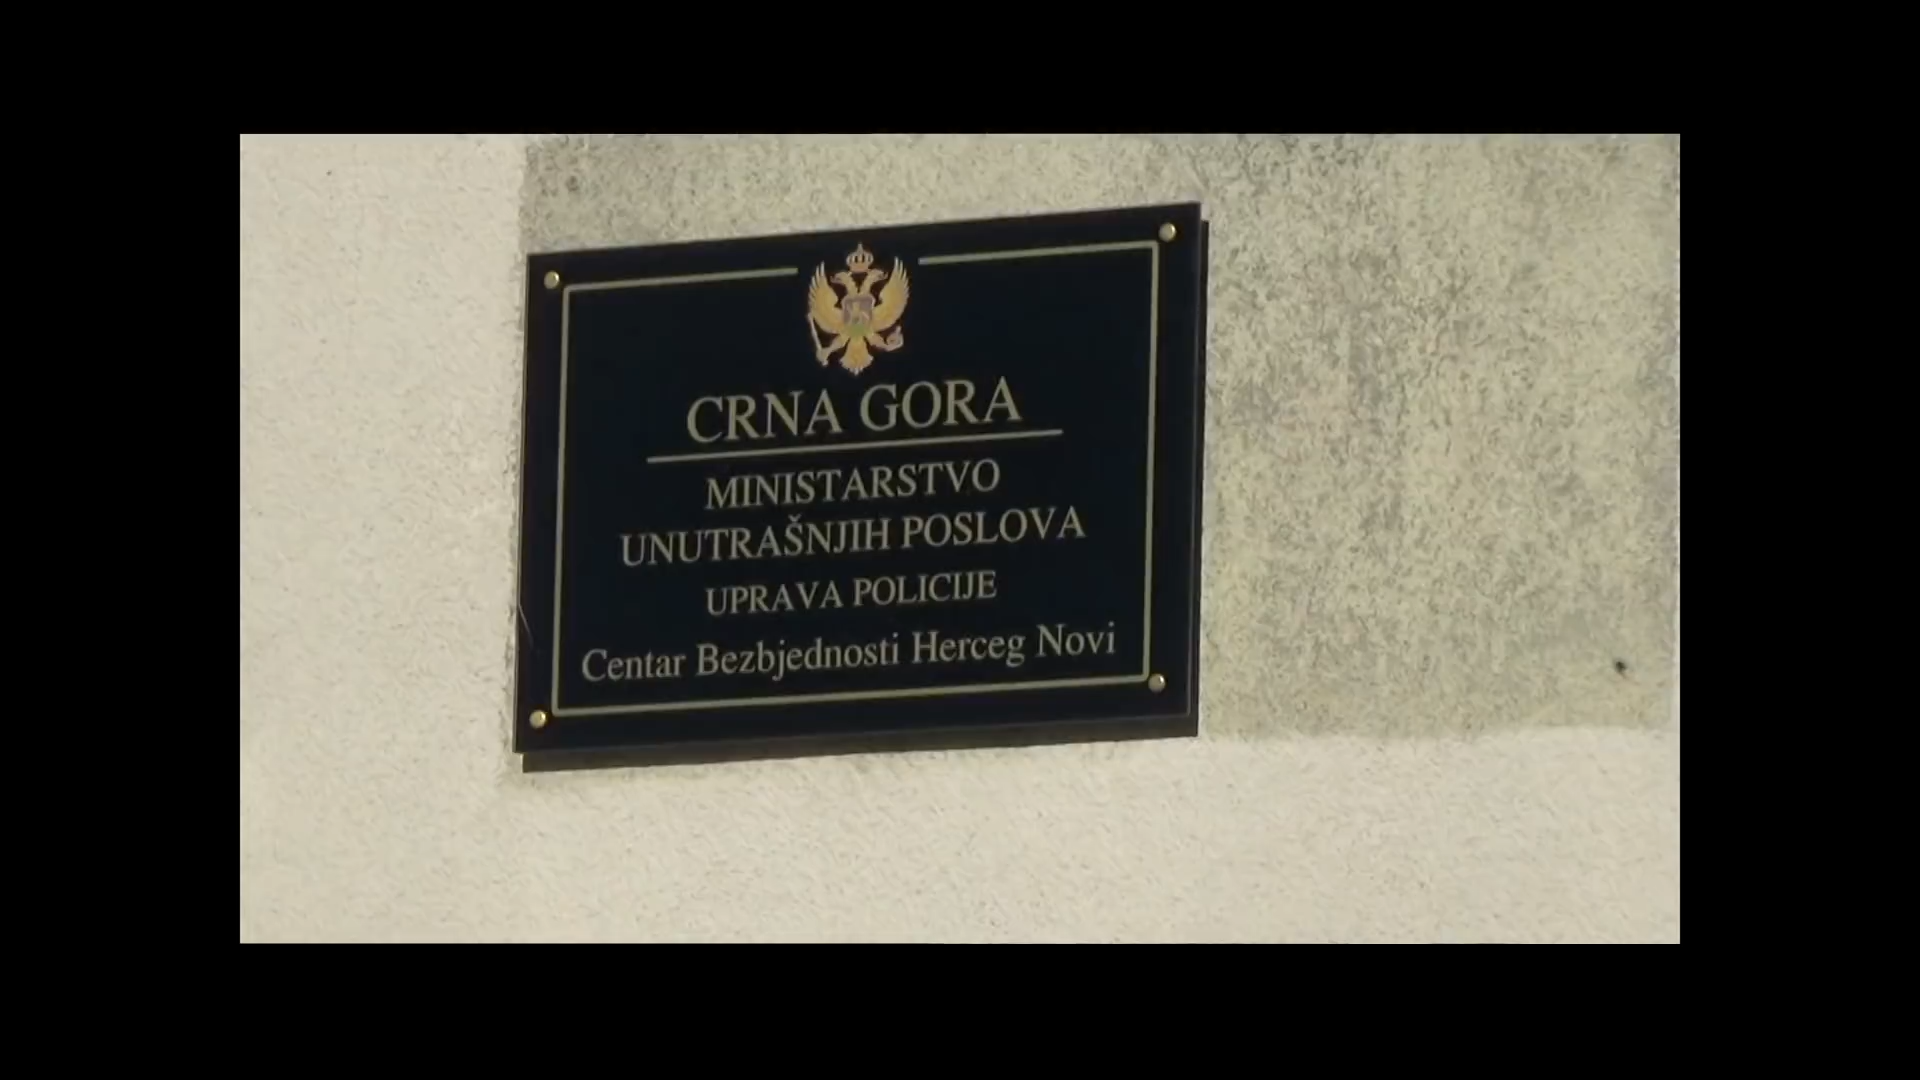 CRNA GORA
MINISTARSTVO
UNUTRAŠNJIH POSLOVA
UPRAVA POLICIJE
Centar Bezbjednosti Herceg Novi